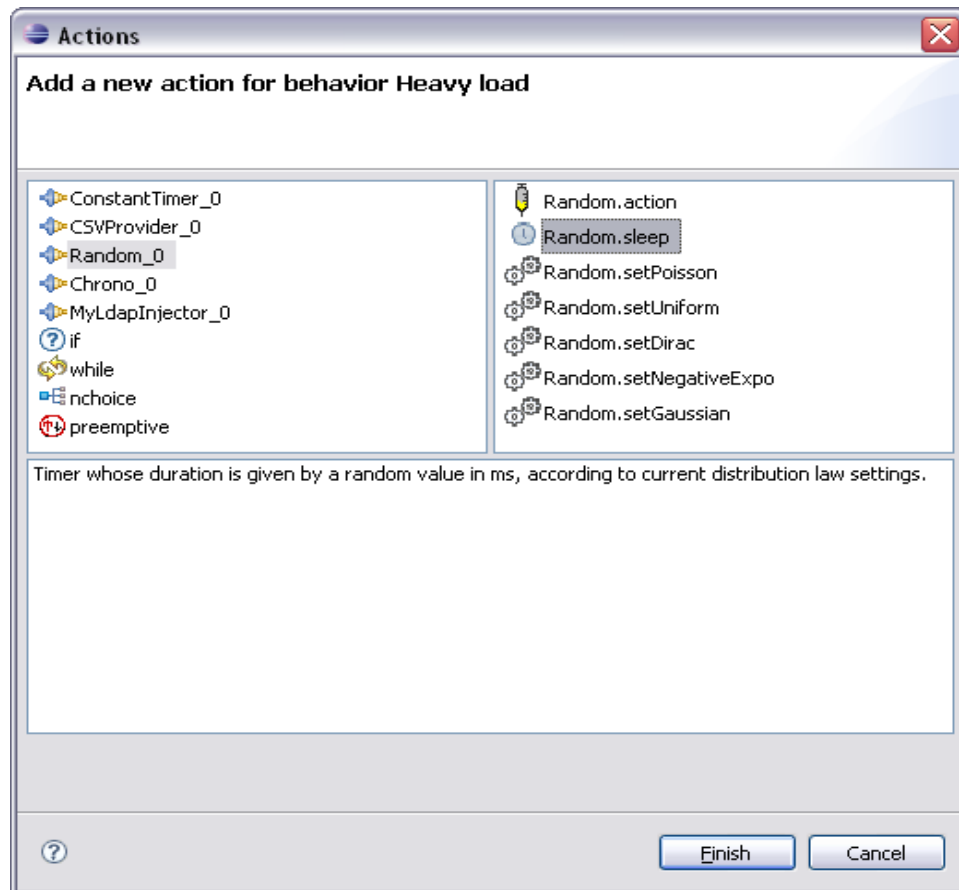 Actions
Add a new action for behavior Heavy load
ConstantTimer_0
CSVProvider_0
Random_0
Chrono_0
MyLdapInjector_0
if
while
nchoice
preemptive
Random.action
Random.sleep
Random.setPoisson
Random.setUniform
Random.setDirac
Random.setNegativeExpo
Random.setGaussian
Timer whose duration is given by a random value in ms, according to current distribution law settings.
Finish
Cancel